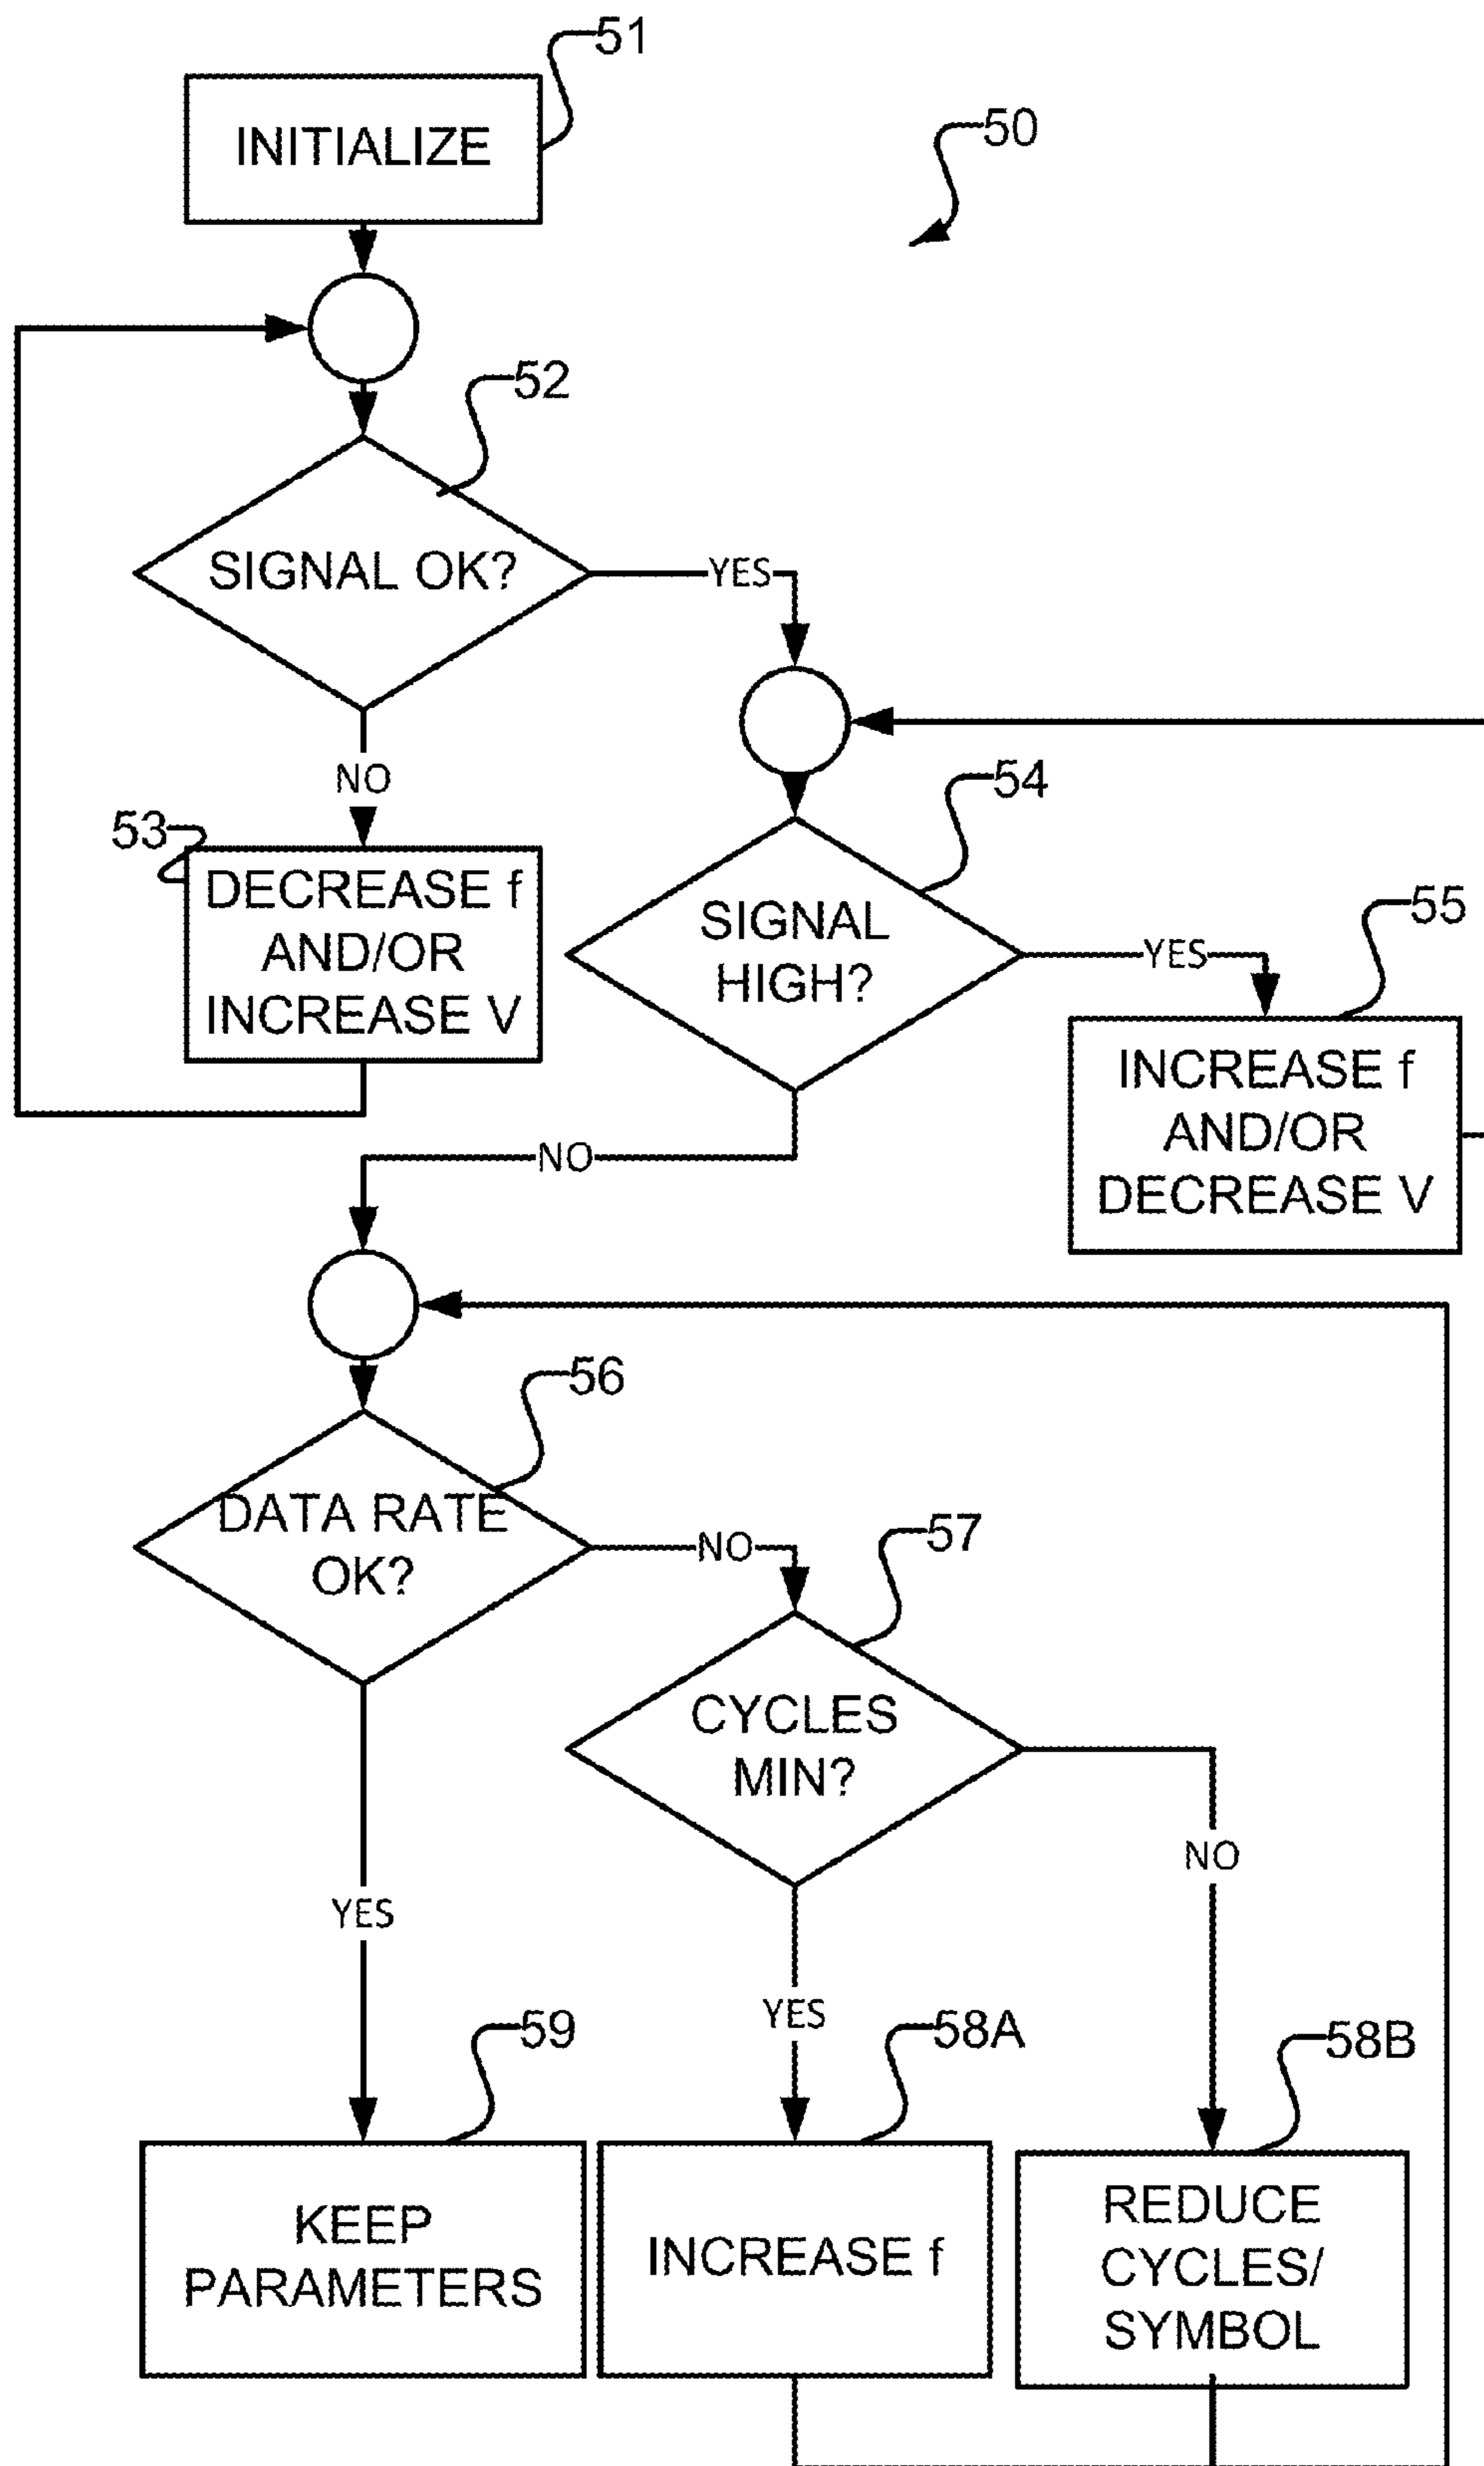 51
INITIALIZE
50
52
SIGNAL OK?
YES
NO
53
DECREASE f
AND/OR
INCREASE V
54
SIGNAL
HIGH?
YES
55
INCREASE f
AND/OR
DECREASE V
NO
56
DATA RATE
OK?
NO
57
CYCLES
MIN?
NO
YES
YES
59
KEEP
PARAMETERS
58A
INCREASE f
58B
REDUCE
CYCLES/
SYMBOL